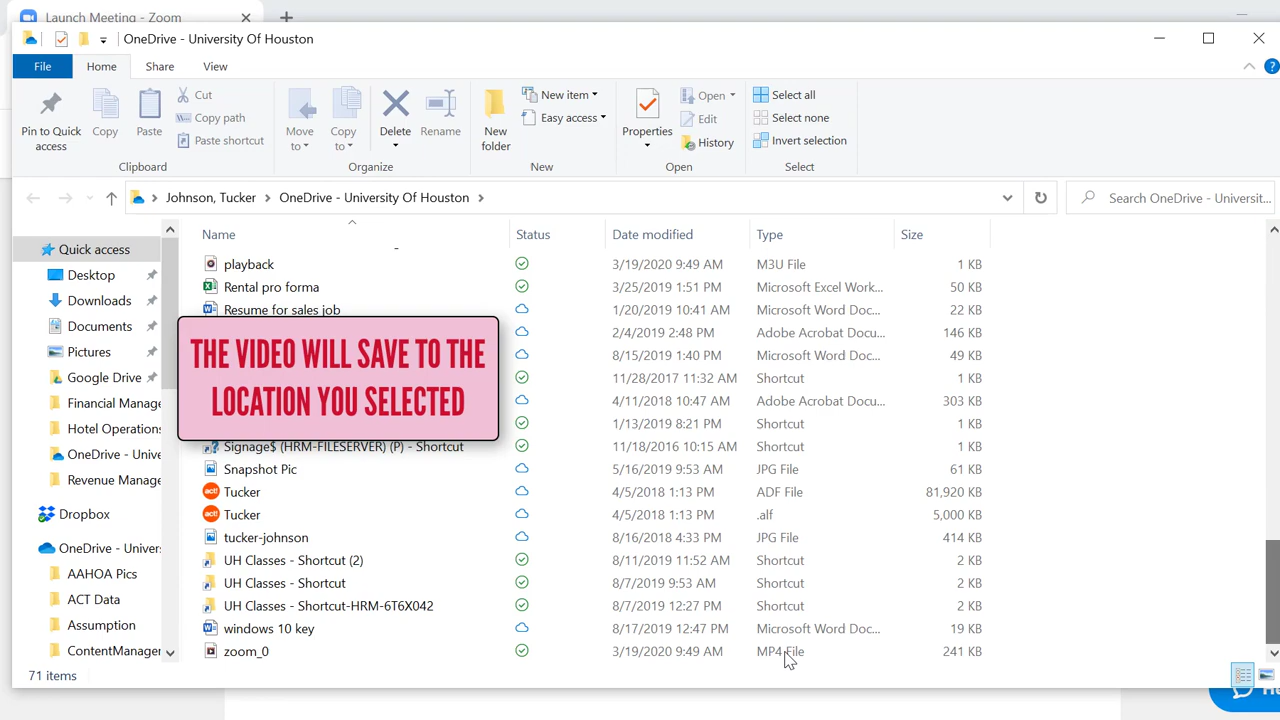 Launch Meeting - Zoom
OneDrive - University Of Houston
File Home Share View
Pin to Quick access
Copy
Paste
Cut
Copy path
Paste shortcut
Clipboard
Move to
Copy to
Delete
Rename
Organize
New folder
New item
Easy access
New
Properties
Open
Edit
History
Open
Select all
Select none
Invert selection
Select
Johnson, Tucker > OneDrive - University Of Houston >
Search OneDrive - Universit...
Quick access
Desktop
Downloads
Documents
Pictures
Google Drive
Financial Manage
Hotel Operations
OneDrive - Unive
Revenue Manage
Dropbox
OneDrive - Univer
AAHOA Pics
ACT Data
Assumption
ContentManager
Name Status Date modified Type Size
playback 3/19/2020 9:49 AM M3U File 1 KB
Rental pro forma 3/25/2019 1:51 PM Microsoft Excel Work... 50 KB
Resume for sales job 1/20/2019 10:41 AM Microsoft Word Doc... 22 KB
2/4/2019 2:48 PM Adobe Acrobat Docu... 146 KB
8/15/2019 1:40 PM Microsoft Word Doc... 49 KB
11/28/2017 11:32 AM Shortcut 1 KB
4/11/2018 10:47 AM Adobe Acrobat Docu... 303 KB
1/13/2019 8:21 PM Shortcut 1 KB
Signage$ (HRM-FILESERVER) (P) - Shortcut 11/18/2016 10:15 AM Shortcut 1 KB
Snapshot Pic 5/16/2019 9:53 AM JPG File 61 KB
Tucker 4/5/2018 1:13 PM ADF File 81,920 KB
Tucker 4/5/2018 1:13 PM .alf 5,000 KB
tucker-johnson 8/16/2018 4:33 PM JPG File 414 KB
UH Classes - Shortcut (2) 8/11/2019 11:52 AM Shortcut 2 KB
UH Classes - Shortcut 8/7/2019 9:53 AM Shortcut 2 KB
UH Classes - Shortcut-HRM-6T6X042 8/7/2019 12:27 PM Shortcut 2 KB
windows 10 key 8/17/2019 12:47 PM Microsoft Word Doc... 19 KB
zoom_0 3/19/2020 9:49 AM MP4 File 241 KB
THE VIDEO WILL SAVE TO THE
LOCATION YOU SELECTED
71 items